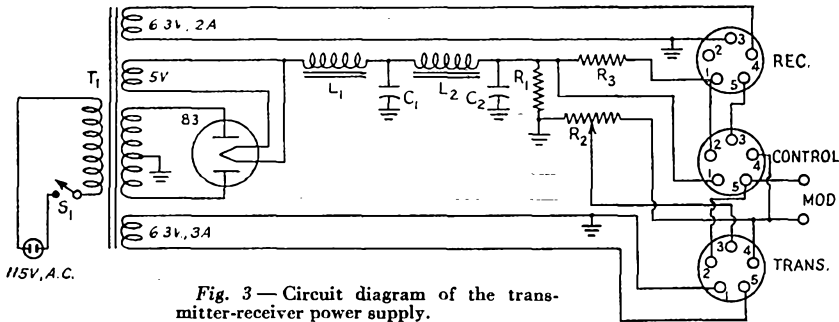 6 3v, 2A
3
2
4
REC.
1
5
5V
T1
L1
C1
L2
C2
R1
R3
83
R2
2
3
4
CONTROL
1
5
MOD
S1
6 3v., 3A
3
4
2
TRANS.
1
5
115V, A.C.
Fig. 3 — Circuit diagram of the trans-
mitter-receiver power supply.